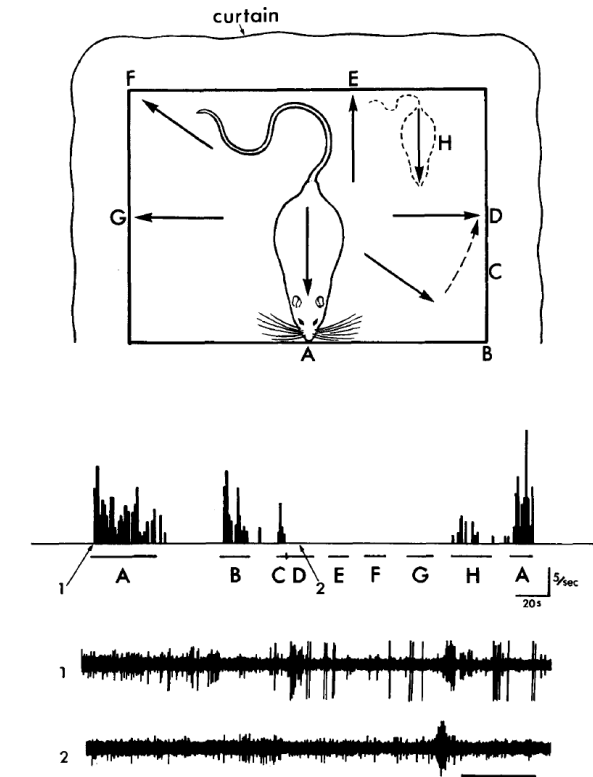 curtain
F E
H
G D
C
A B
1 A B C D 2 E F G H A 5/sec
20s
1
2